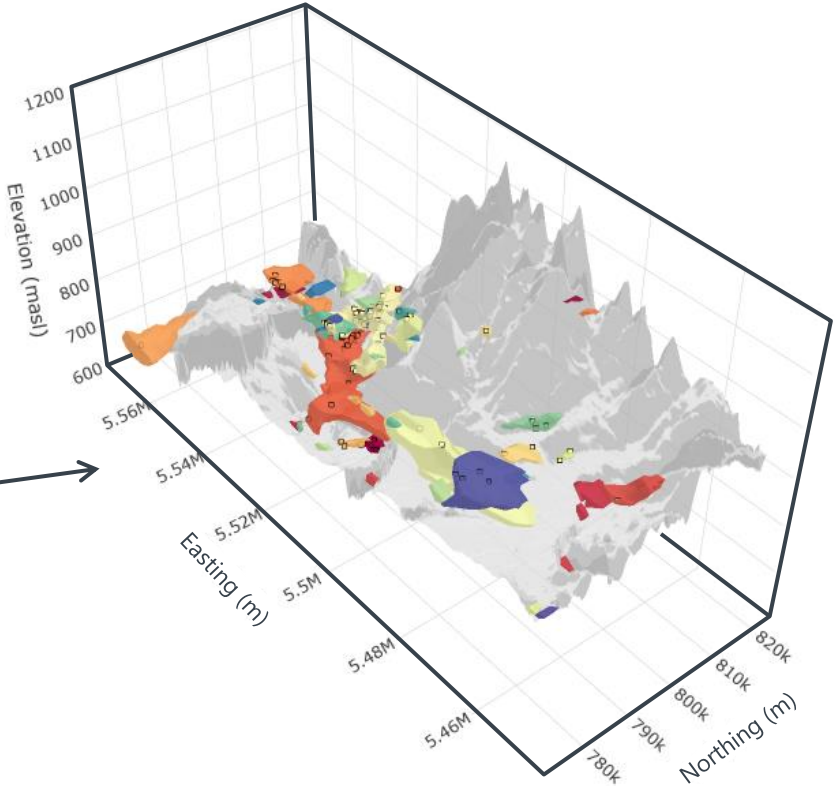 1200
1100
1000
900
800
700
600
Elevation (masl)
5.56M
5.54M
5.52M
5.5M
5.48M
5.46M
Easting (m)
820k
810k
800k
790k
780k
Northing (m)